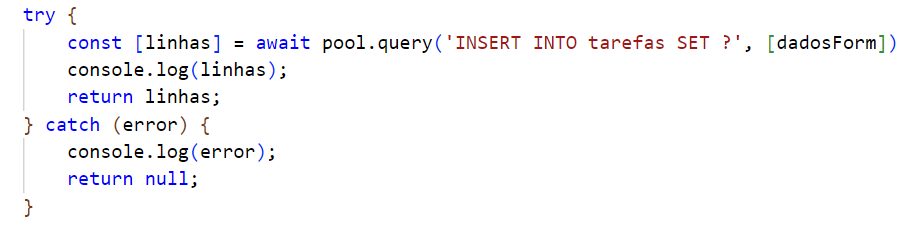 try {
    const [linhas] = await pool.query('INSERT INTO tarefas SET ?', [dadosForm])
    console.log(linhas);
    return linhas;
} catch (error) {
    console.log(error);
    return null;
}